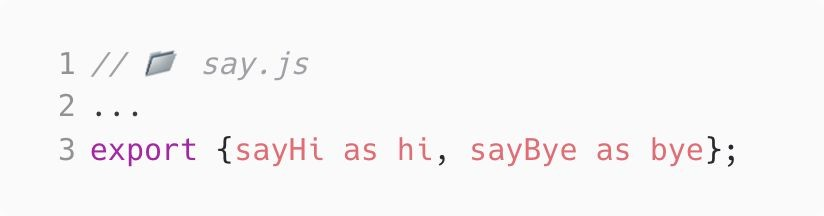 1 // 📁 say.js
2 ...
3 export {sayHi as hi, sayBye as bye};